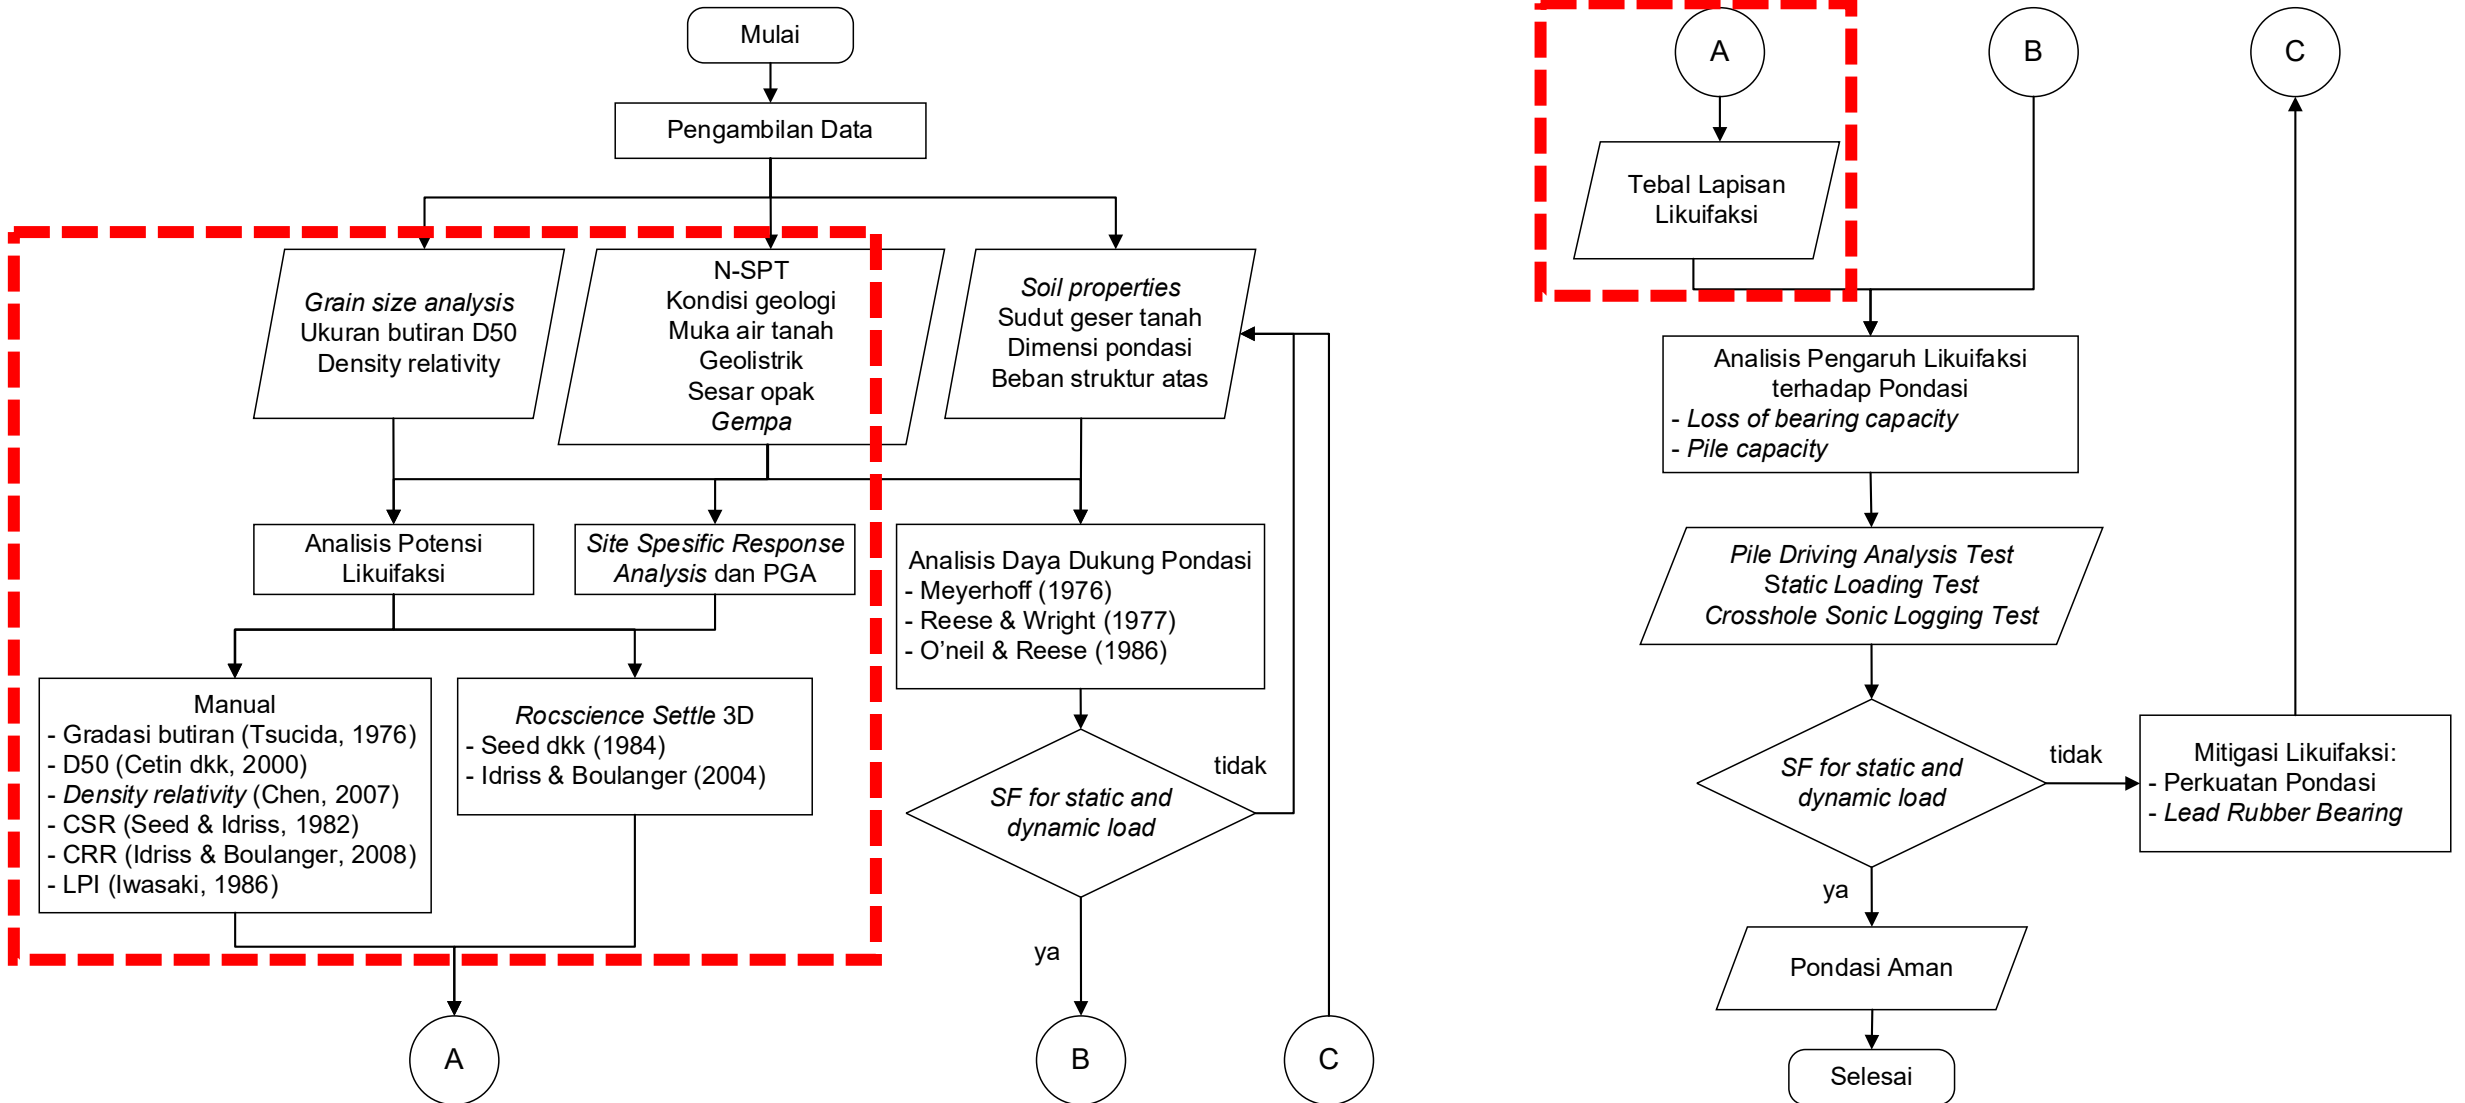 Mulai
Pengambilan Data
Grain size analysis
Ukuran butiran D50
Density relativity
N-SPT
Kondisi geologi
Muka air tanah
Geolistrik
Sesar opak
Gempa
Soil properties
Sudut geser tanah
Dimensi pondasi
Beban struktur atas
Analisis Potensi
Likuifaksi
Site Spesific Response
Analysis dan PGA
Analisis Daya Dukung Pondasi
- Meyerhoff (1976)
- Reese & Wright (1977)
- O’neil & Reese (1986)
Manual
- Gradasi butiran (Tsucida, 1976)
- D50 (Cetin dkk, 2000)
- Density relativity (Chen, 2007)
- CSR (Seed & Idriss, 1982)
- CRR (Idriss & Boulanger, 2008)
- LPI (Iwasaki, 1986)
Rocscience Settle 3D
- Seed dkk (1984)
- Idriss & Boulanger (2004)
SF for static and
dynamic load
tidak
ya
A
B
C
A
B
C
Tebal Lapisan
Likuifaksi
Analisis Pengaruh Likuifaksi
terhadap Pondasi
- Loss of bearing capacity
- Pile capacity
Pile Driving Analysis Test
Static Loading Test
Crosshole Sonic Logging Test
SF for static and
dynamic load
tidak
Mitigasi Likuifaksi:
- Perkuatan Pondasi
- Lead Rubber Bearing
ya
Pondasi Aman
Selesai